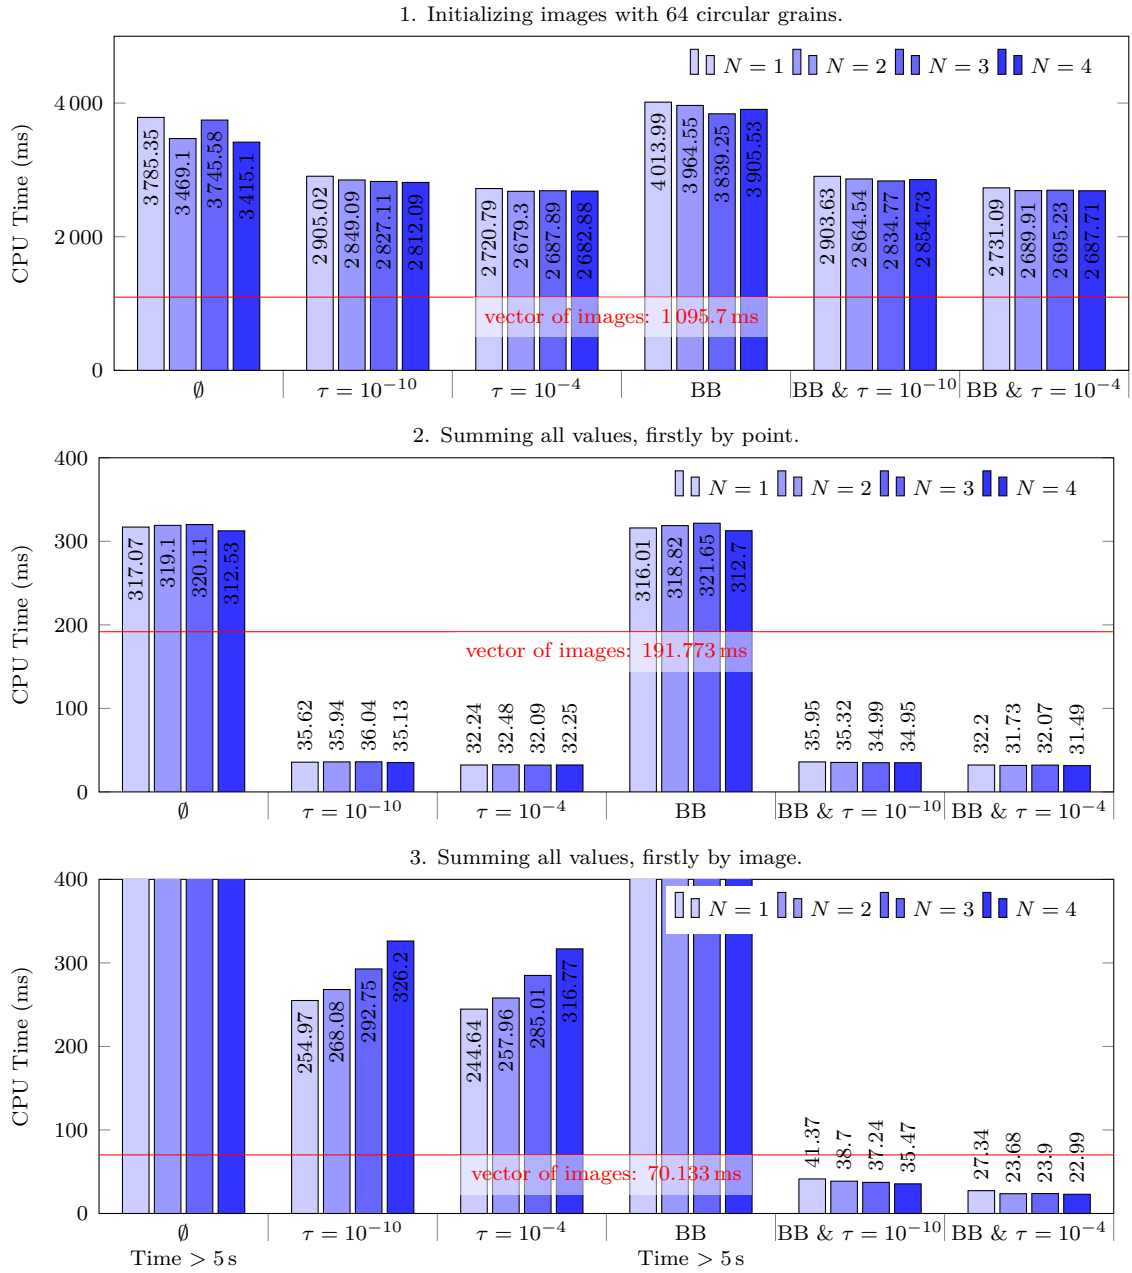 1. Initializing images with 64 circular grains.
N = 1 N = 2 N = 3 N = 4
CPU Time (ms)
4 000
2 000
0
3 785.35 3 469.1 3 745.58 3 415.1
2 905.02 2 849.09 2 827.11 2 812.09
2 720.79 2 679.3 2 687.89 2 682.88
4 013.99 3 964.55 3 839.25 3 905.53
2 903.63 2 864.54 2 834.77 2 854.73
2 731.09 2 689.91 2 695.23 2 687.71
vector of images: 1 095.7 ms
∅ τ = 10⁻¹⁰ τ = 10⁻⁴ BB BB & τ = 10⁻¹⁰ BB & τ = 10⁻⁴
2. Summing all values, firstly by point.
N = 1 N = 2 N = 3 N = 4
CPU Time (ms)
400
300
200
100
0
317.07 319.1 320.11 312.53
35.62 35.94 36.04 35.13
32.24 32.48 32.09 32.25
316.01 318.82 321.65 312.7
35.95 35.32 34.99 34.95
32.2 31.73 32.07 31.49
vector of images: 191.773 ms
∅ τ = 10⁻¹⁰ τ = 10⁻⁴ BB BB & τ = 10⁻¹⁰ BB & τ = 10⁻⁴
3. Summing all values, firstly by image.
N = 1 N = 2 N = 3 N = 4
CPU Time (ms)
400
300
200
100
0
254.97 268.08 292.75 326.2
244.64 257.96 285.01 316.77
41.37 38.7 37.24 35.47
27.34 23.68 23.9 22.99
vector of images: 70.133 ms
∅ τ = 10⁻¹⁰ τ = 10⁻⁴ BB BB & τ = 10⁻¹⁰ BB & τ = 10⁻⁴
Time > 5 s Time > 5 s